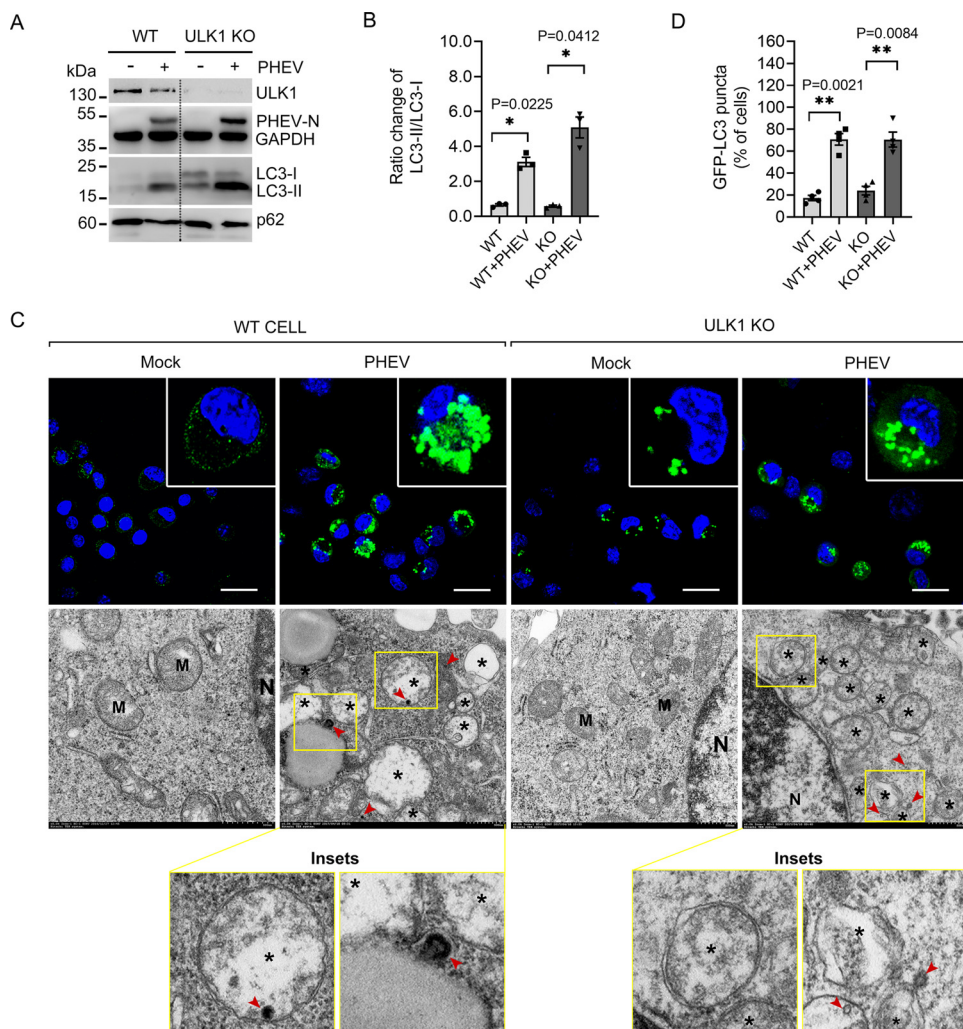 A
WT ULK1 KO
kDa - + - + PHEV
130 ULK1
55 PHEV-N
35 GAPDH
25 LC3-I
15 LC3-II
60 p62
B
Ratio change of
LC3-II/LC3-I
10.0
8.0
6.0
4.0
2.0
0.0
P=0.0412
*
P=0.0225
*
WT
WT+PHEV
KO
KO+PHEV
D
GFP-LC3 puncta
(% of cells)
160
140
120
100
80
60
40
20
0
P=0.0084
**
P=0.0021
**
WT
WT+PHEV
KO
KO+PHEV
C
WT CELL ULK1 KO
Mock PHEV Mock PHEV
M
M
N
*
*
*
*
*
*
*
*
*
M
M
N
*
*
*
*
*
*
*
*
*
*
*
N
Insets Insets
*
*
*
*
*
*